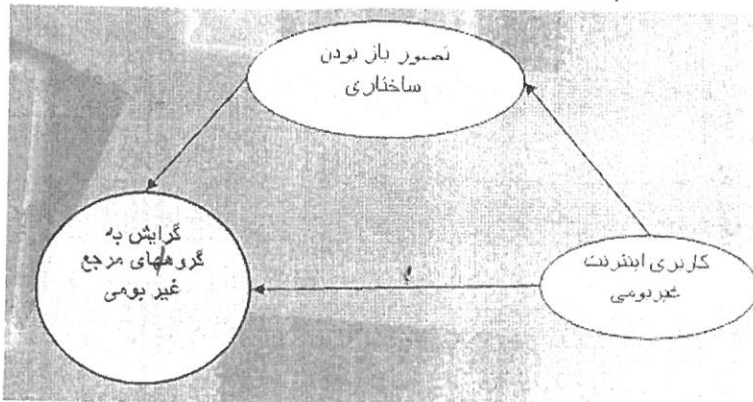 تصور باز بودن
ساختاری
کاربری اینترنت
غیربومی
گرایش به
گروههای مرجع
غیر بومی